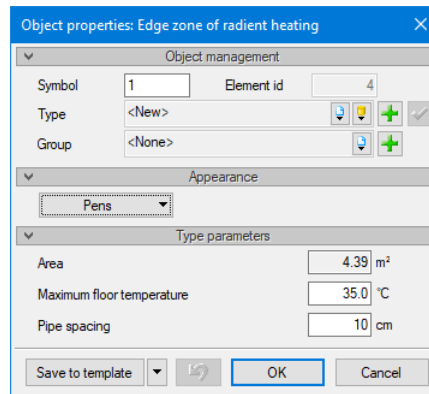 Object properties: Edge zone of radient heating
Object management
Symbol 1 Element id 4
Type <New>
Group <None>
Appearance
Pens
Type parameters
Area 4.39 m²
Maximum floor temperature 35.0 °C
Pipe spacing 10 cm
Save to template OK Cancel